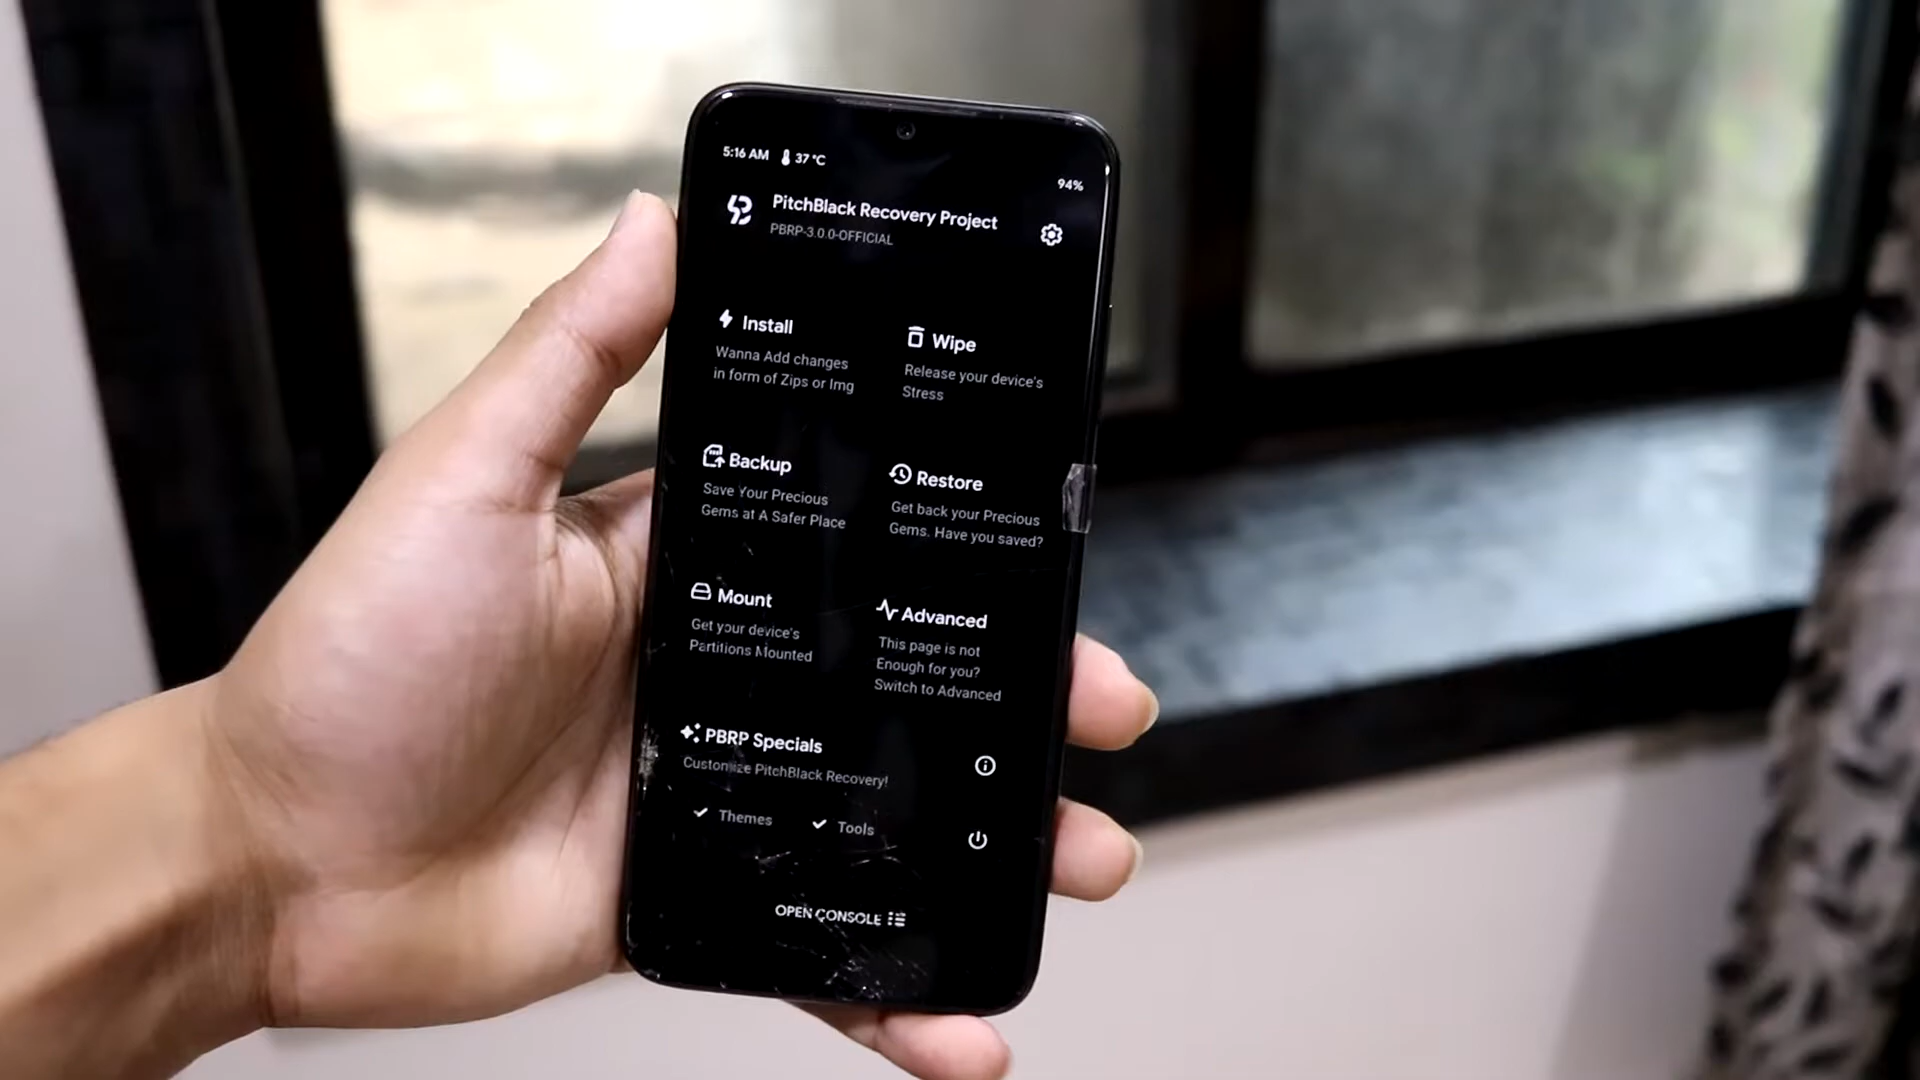 5:16 AM 37 °C
94%
PitchBlack Recovery Project
PBRP-3.0.0-OFFICIAL
Install
Wanna Add changes
in form of Zips or Img
Wipe
Release your device's
Stress
Backup
Save Your Precious
Gems at A Safer Place
Restore
Get back your Precious
Gems. Have you saved?
Mount
Get your device's
Partitions Mounted
Advanced
This page is not
Enough for you?
Switch to Advanced
PBRP Specials
Customize PitchBlack Recovery!
Themes
Tools
OPEN CONSOLE